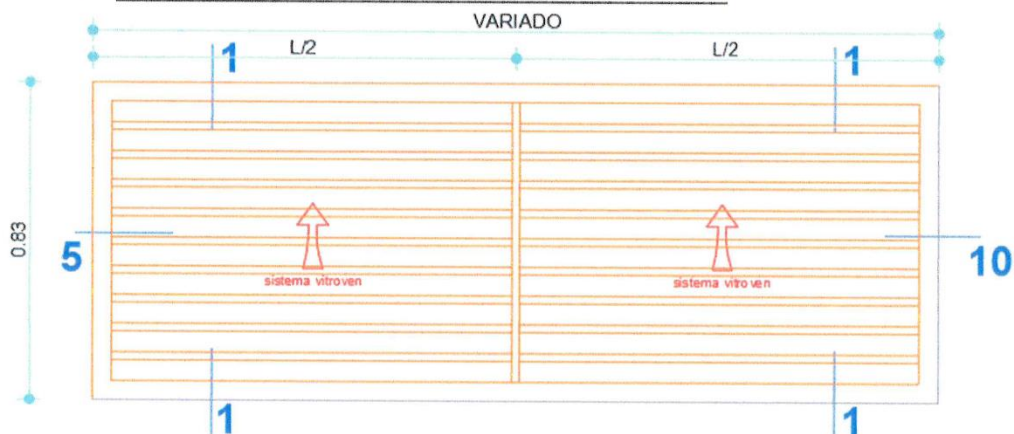 VARIADO
L/2 L/2
1 1
0.83
5 10
sistema vitroven sistema vitroven
1 1